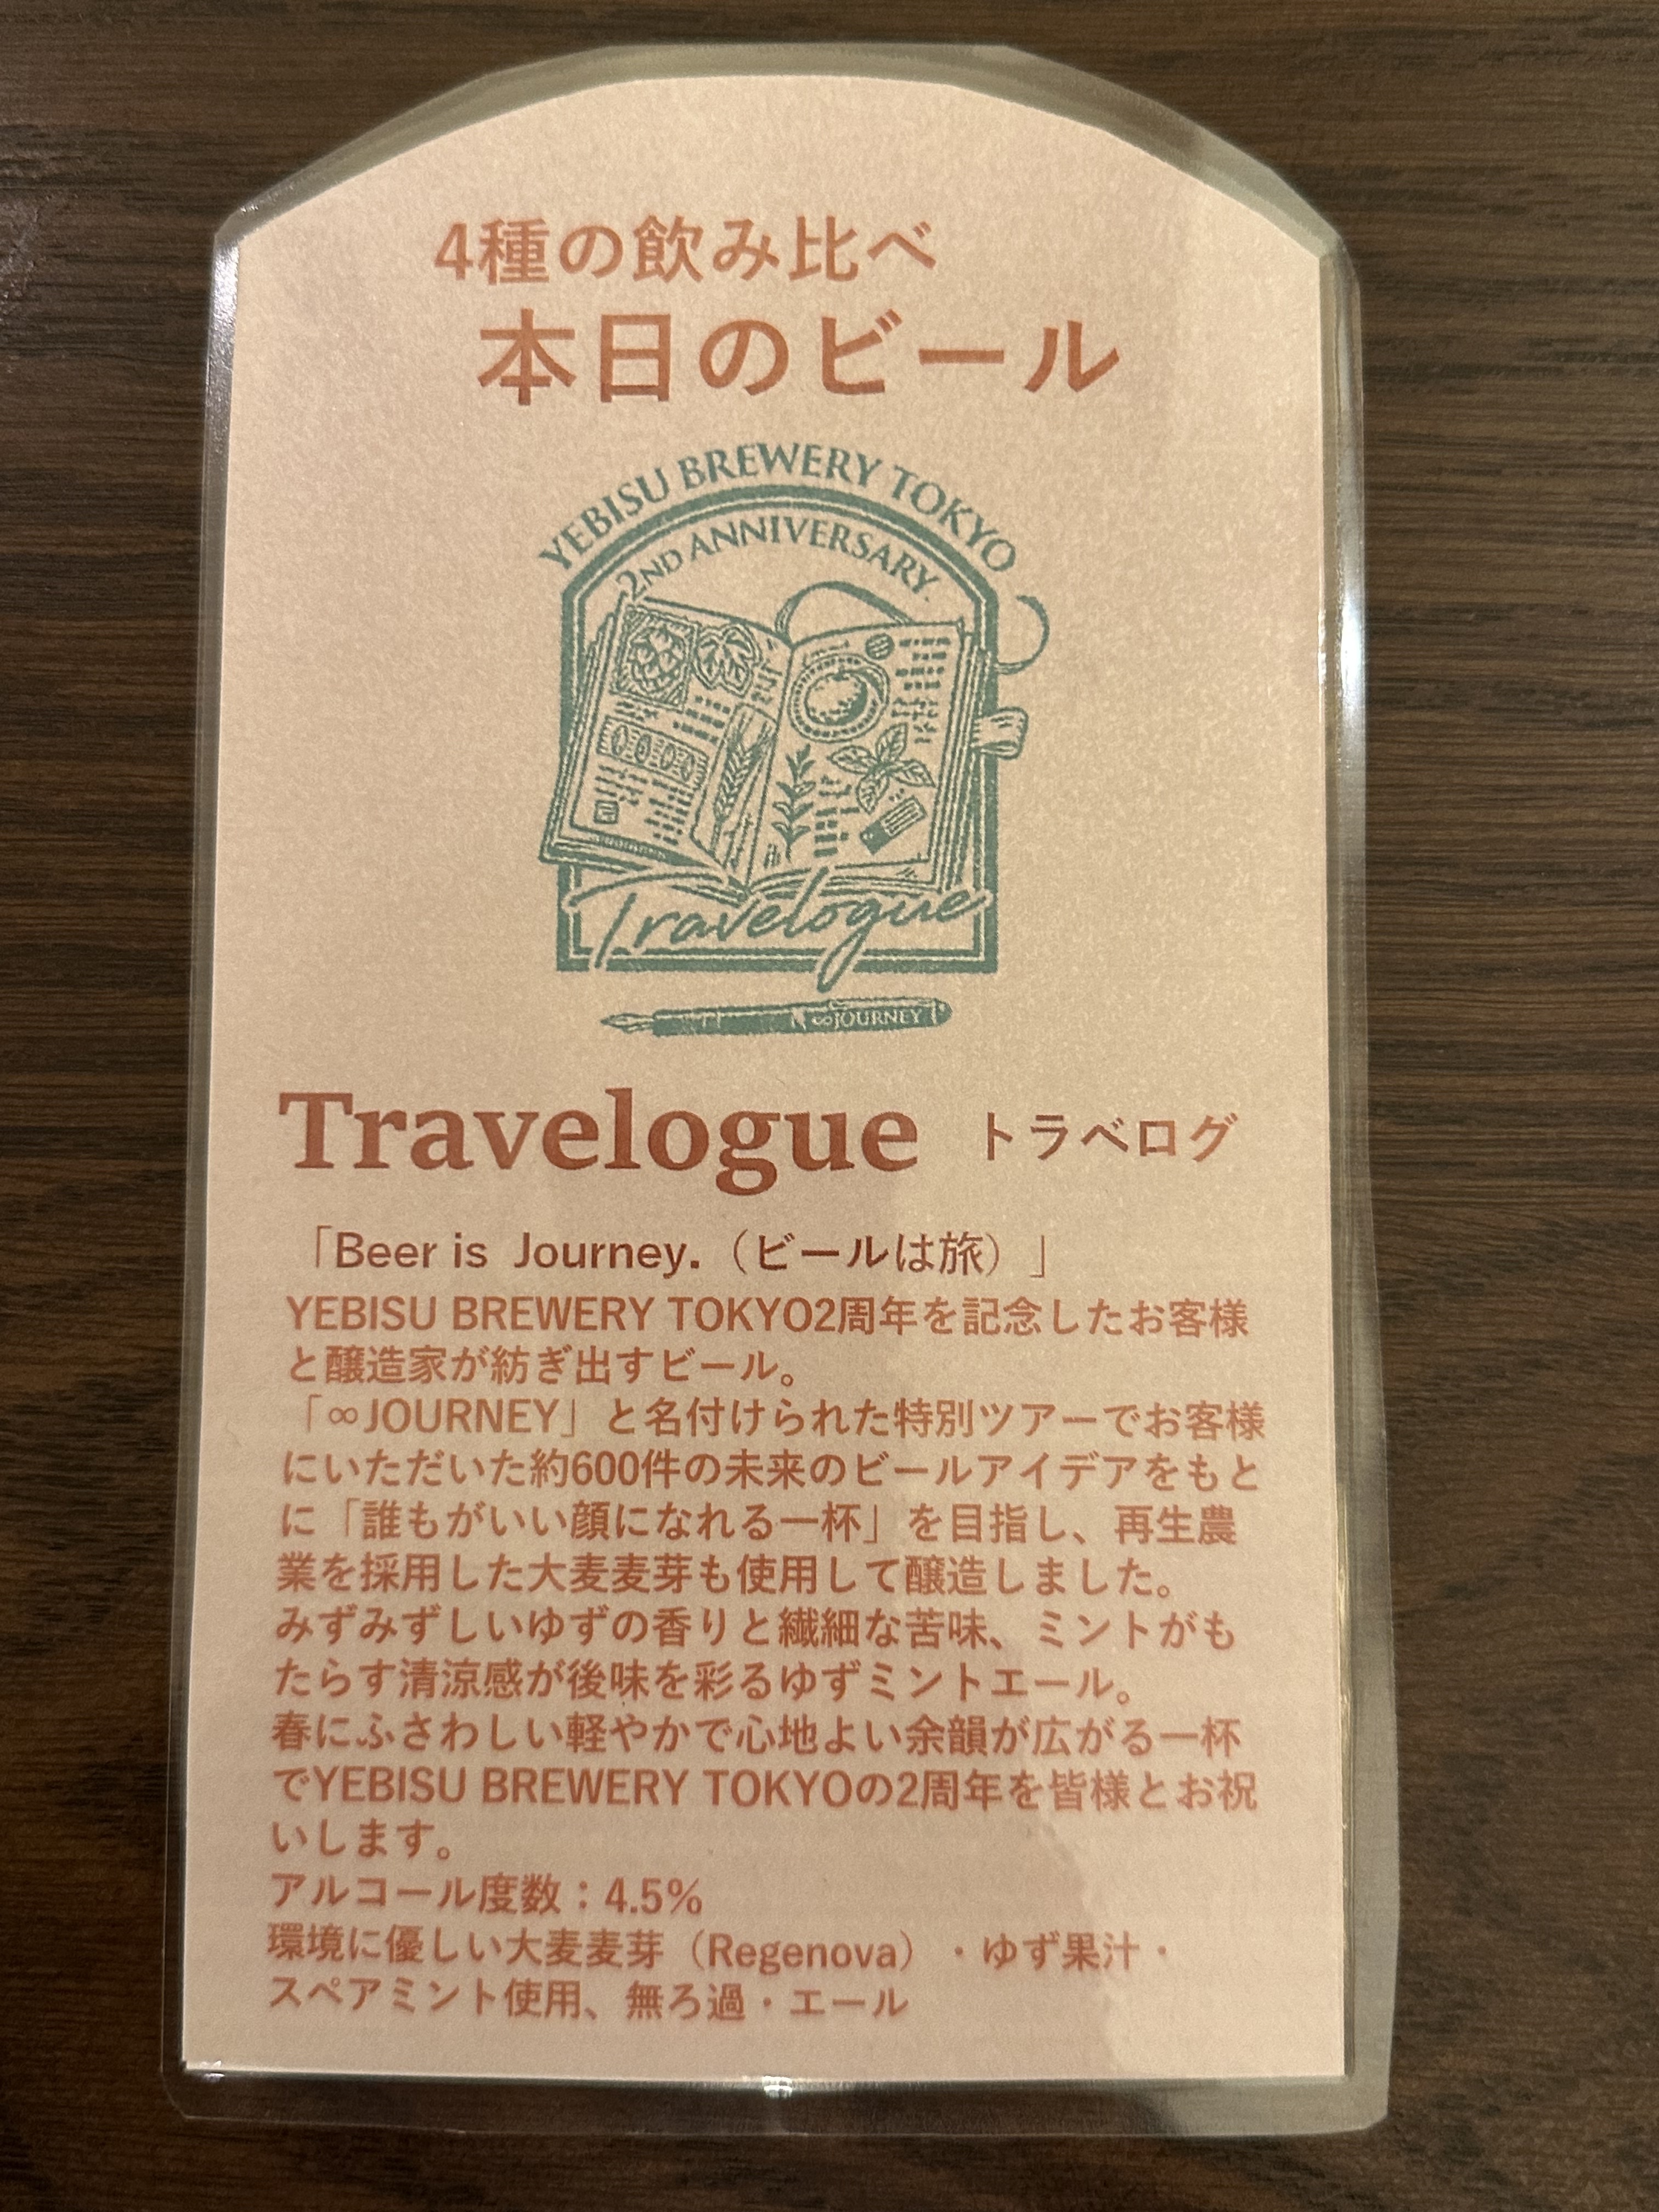 4種の飲み比べ
本日のビール
YEBISU BREWERY TOKYO
2ND ANNIVERSARY.
Travelogue
∞JOURNEY
Travelogue トラベログ
「Beer is Journey.（ビールは旅）」
YEBISU BREWERY TOKYO2周年を記念したお客様
と醸造家が紡ぎ出すビール。
「∞JOURNEY」と名付けられた特別ツアーでお客様
にいただいた約600件の未来のビールアイデアをもと
に「誰もがいい顔になれる一杯」を目指し、再生農
業を採用した大麦麦芽も使用して醸造しました。
みずみずしいゆずの香りと繊細な苦味、ミントがも
たらす清涼感が後味を彩るゆずミントエール。
春にふさわしい軽やかで心地よい余韻が広がる一杯
でYEBISU BREWERY TOKYOの2周年を皆様とお祝
いします。
アルコール度数：4.5%
環境に優しい大麦麦芽（Regenova）・ゆず果汁・
スペアミント使用、無ろ過・エール